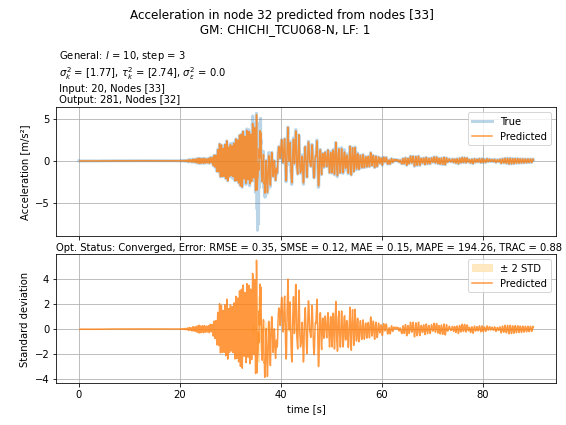 Acceleration in node 32 predicted from nodes [33]
GM: CHICHI_TCU068-N, LF: 1
General: l = 10, step = 3
σ²ₖ = [1.77], τ²ₖ = [2.74], σ²ε = 0.0
Input: 20, Nodes [33]
Output: 281, Nodes [32]
Acceleration [m/s²]
5
0
−5
True
Predicted
Opt. Status: Converged, Error: RMSE = 0.35, SMSE = 0.12, MAE = 0.15, MAPE = 194.26, TRAC = 0.88
Standard deviation
4
2
0
−2
−4
± 2 STD
Predicted
0 20 40 60 80
time [s]